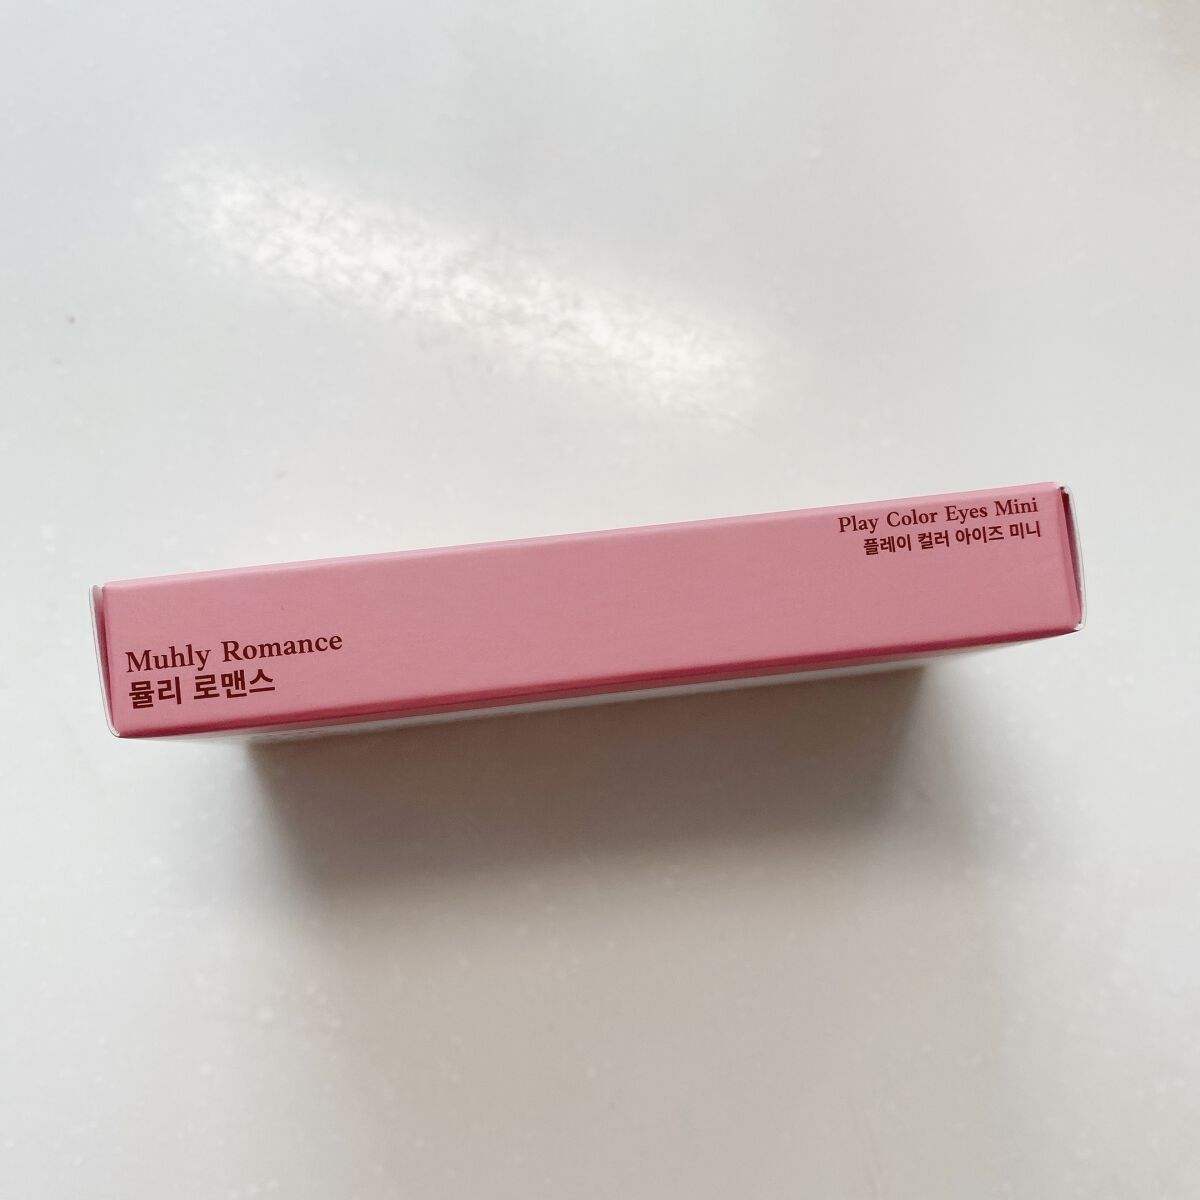 Play Color Eyes Mini
플레이 컬러 아이즈 미니
Muhly Romance
뮬리 로맨스